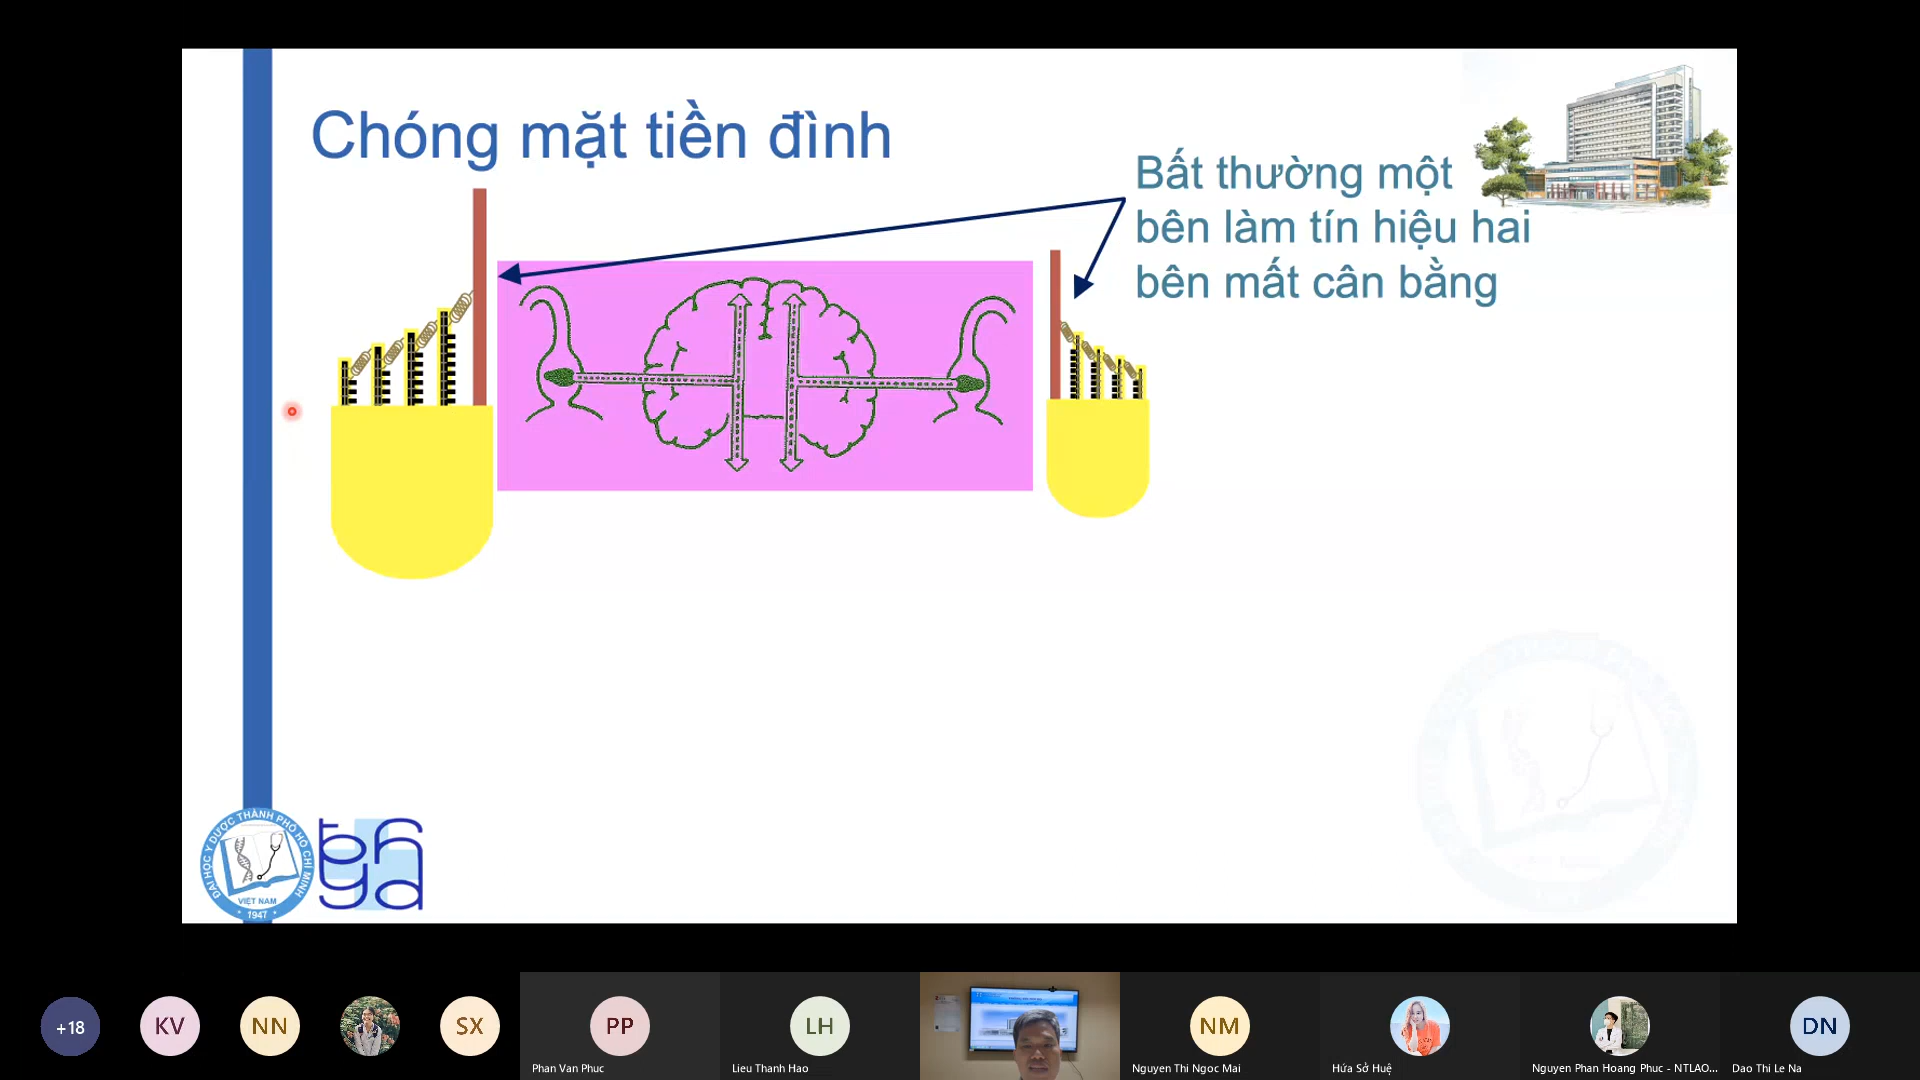 Chóng mặt tiền đình
Bất thường một
bên làm tín hiệu hai
bên mất cân bằng
ĐẠI HỌC Y DƯỢC THÀNH PHỐ HỒ CHÍ MINH
VIỆT NAM
1947
+18
KV
NN
SX
PP
LH
NM
DN
Phan Van Phuc
Lieu Thanh Hao
Nguyen Thi Ngoc Mai
Hứa Sở Huệ
Nguyen Phan Hoang Phuc - NTLAO...
Dao Thi Le Na